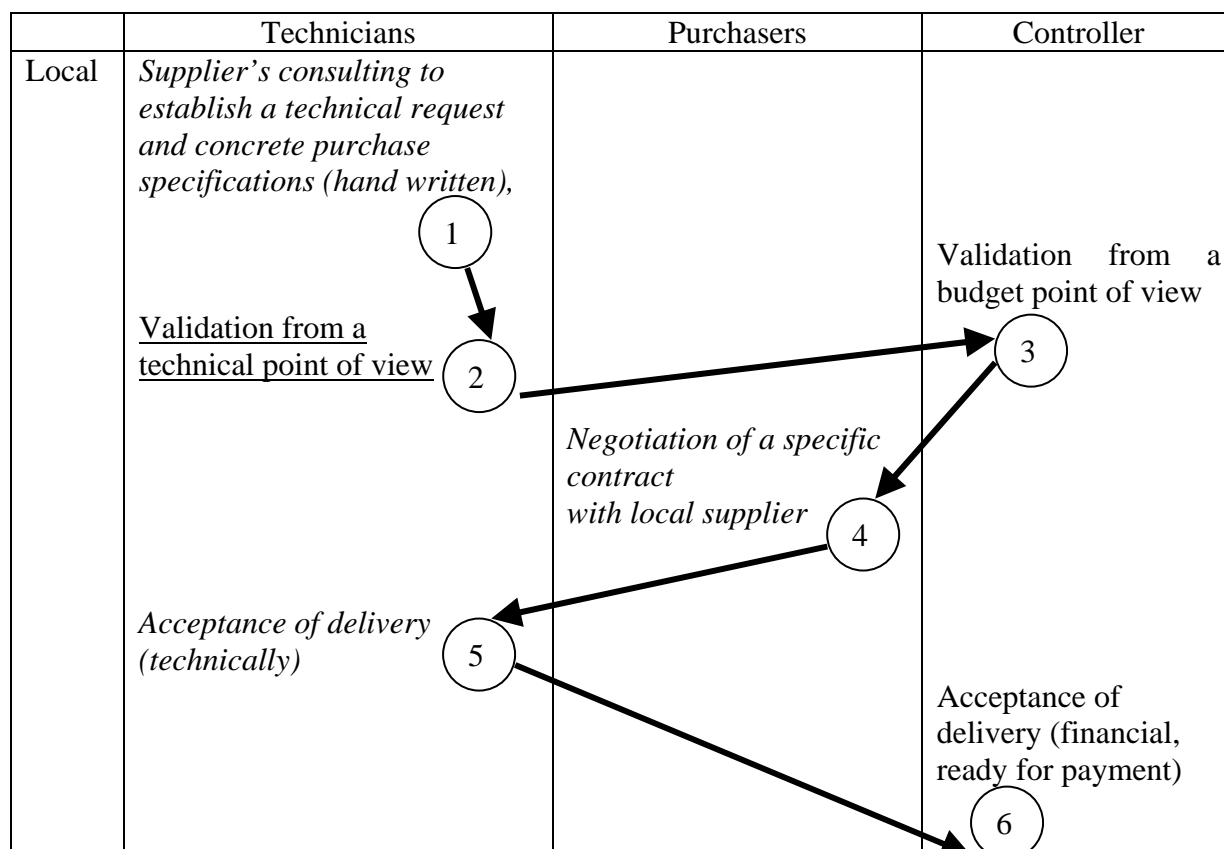 Technicians
Purchasers
Controller
Local
Supplier’s consulting to
establish a technical request
and concrete purchase
specifications (hand written),
1
Validation from a
technical point of view
2
Validation from a
budget point of view
3
Negotiation of a specific
contract
with local supplier
4
Acceptance of delivery
(technically)
5
Acceptance of
delivery (financial,
ready for payment)
6